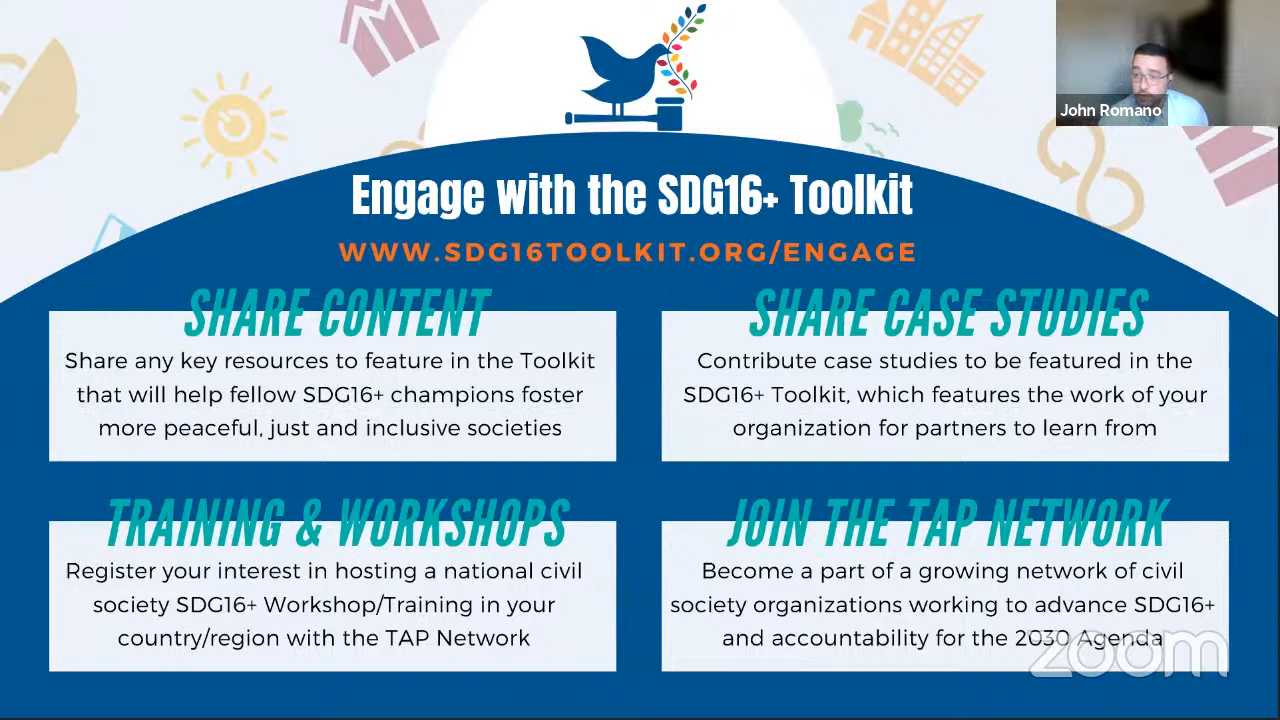 John Romano
Engage with the SDG16+ Toolkit
WWW.SDG16TOOLKIT.ORG/ENGAGE
SHARE CONTENT
Share any key resources to feature in the Toolkit
that will help fellow SDG16+ champions foster
more peaceful, just and inclusive societies
SHARE CASE STUDIES
Contribute case studies to be featured in the
SDG16+ Toolkit, which features the work of your
organization for partners to learn from
TRAINING & WORKSHOPS
Register your interest in hosting a national civil
society SDG16+ Workshop/Training in your
country/region with the TAP Network
JOIN THE TAP NETWORK
Become a part of a growing network of civil
society organizations working to advance SDG16+
and accountability for the 2030 Agenda
zoom